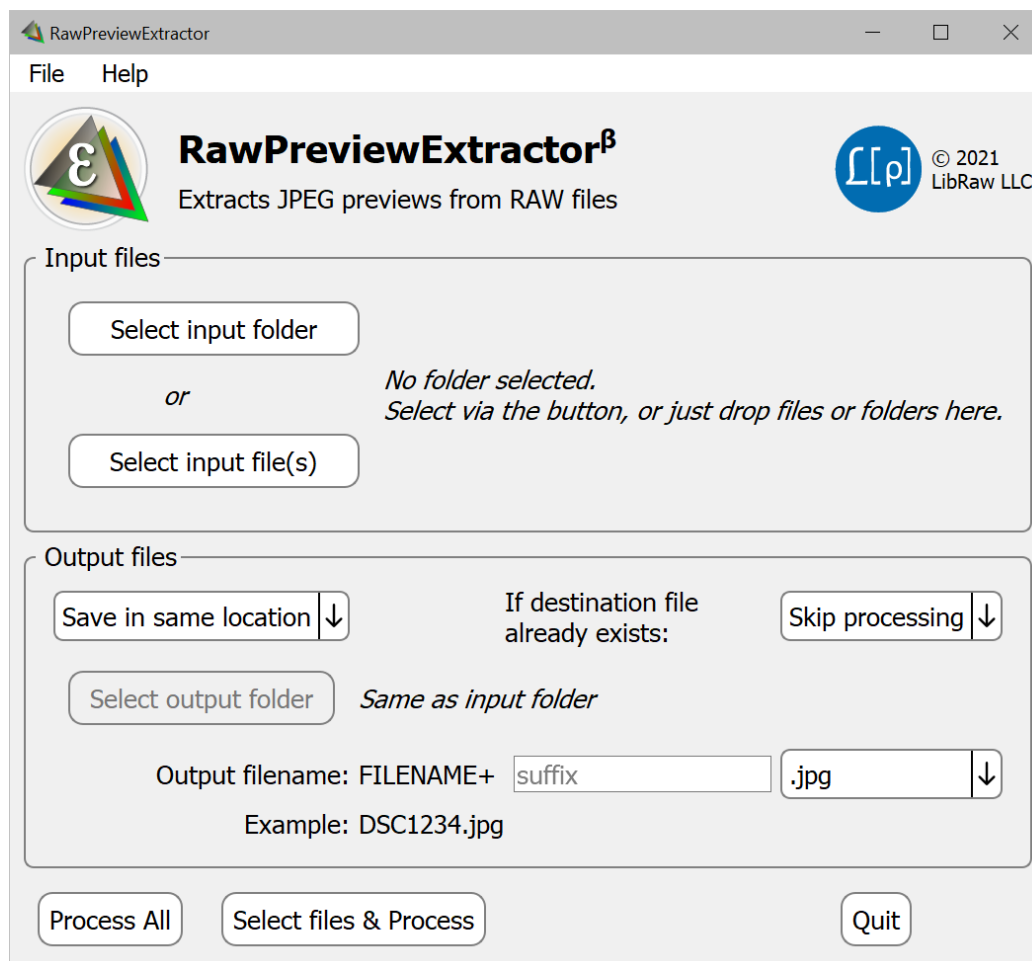 RawPreviewExtractor
File Help
RawPreviewExtractorβ
Extracts JPEG previews from RAW files
ε
£[ρ]
© 2021
LibRaw LLC
Input files
Select input folder
or
No folder selected.
Select via the button, or just drop files or folders here.
Select input file(s)
Output files
Save in same location ↓
If destination file
already exists:
Skip processing ↓
Select output folder
Same as input folder
Output filename: FILENAME+ suffix .jpg ↓
Example: DSC1234.jpg
Process All
Select files & Process
Quit